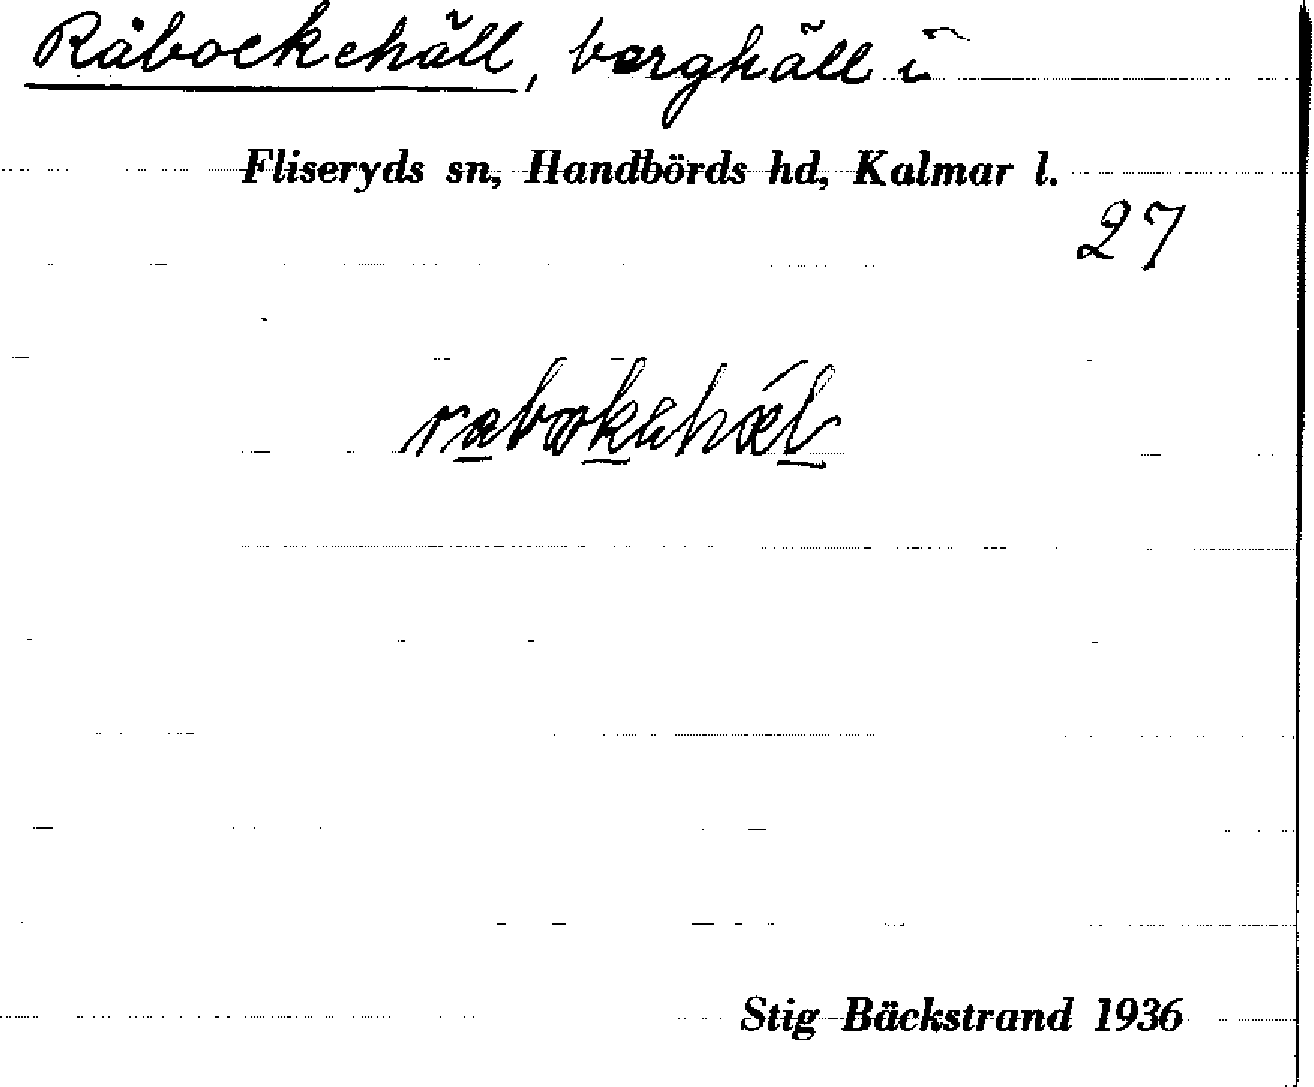 Råbockehäll, berghäll i
Fliseryds sn, Handbörds hd, Kalmar l.
27
Stig Bäckstrand 1936